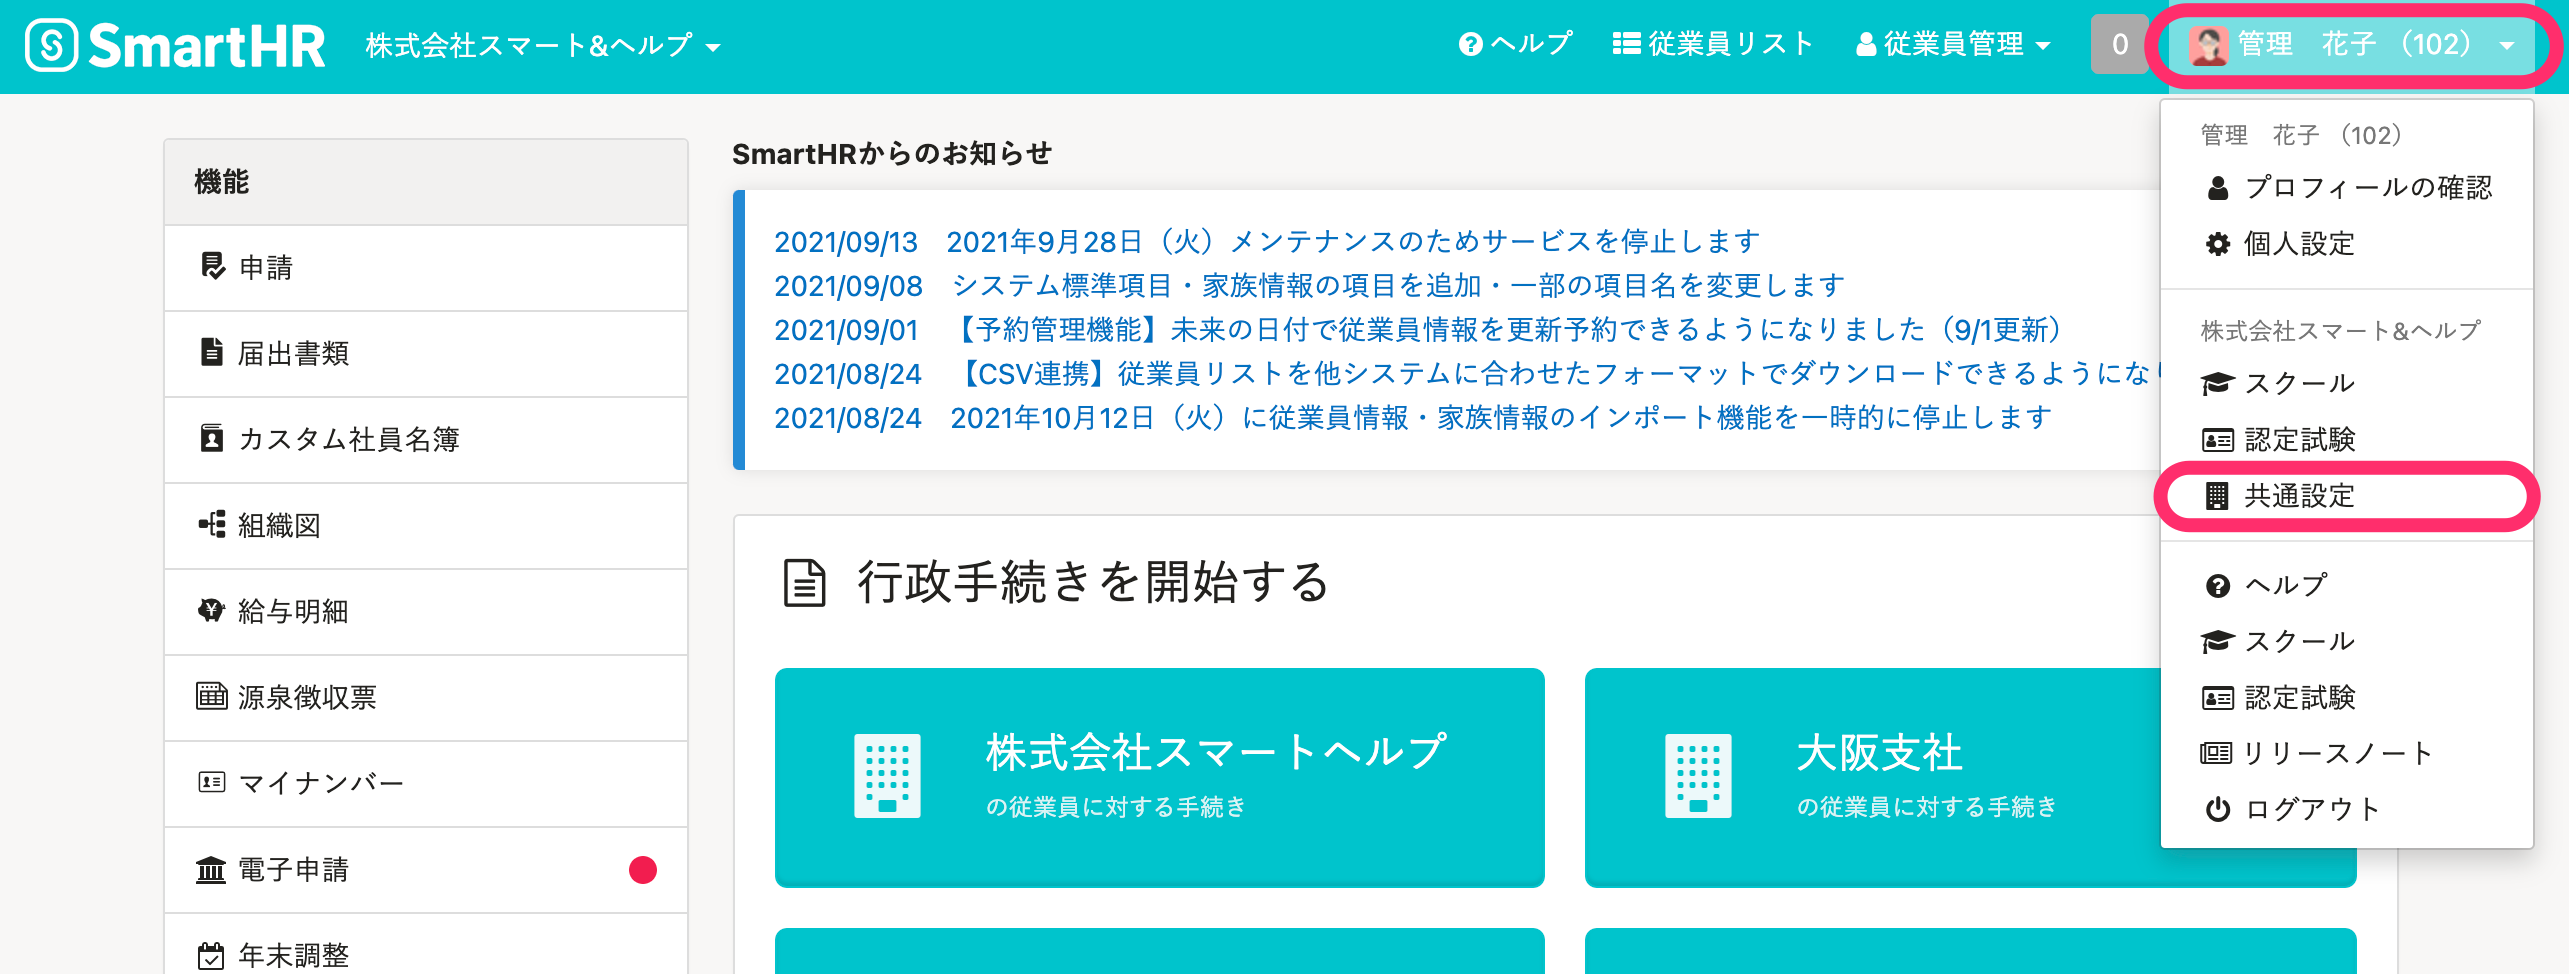 SmartHR
株式会社スマート&ヘルプ
ヘルプ
従業員リスト
従業員管理
0
管理　花子 （102）
機能
申請
届出書類
カスタム社員名簿
組織図
給与明細
源泉徴収票
マイナンバー
電子申請
年末調整
SmartHRからのお知らせ
2021/09/13　2021年9月28日（火）メンテナンスのためサービスを停止します
2021/09/08　システム標準項目・家族情報の項目を追加・一部の項目名を変更します
2021/09/01　【予約管理機能】未来の日付で従業員情報を更新予約できるようになりました（9/1更新）
2021/08/24　【CSV連携】従業員リストを他システムに合わせたフォーマットでダウンロードできるようにな
2021/08/24　2021年10月12日（火）に従業員情報・家族情報のインポート機能を一時的に停止します
行政手続きを開始する
株式会社スマートヘルプ
の従業員に対する手続き
大阪支社
の従業員に対する手続き
管理　花子 （102）
プロフィールの確認
個人設定
株式会社スマート&ヘルプ
スクール
認定試験
共通設定
ヘルプ
スクール
認定試験
リリースノート
ログアウト